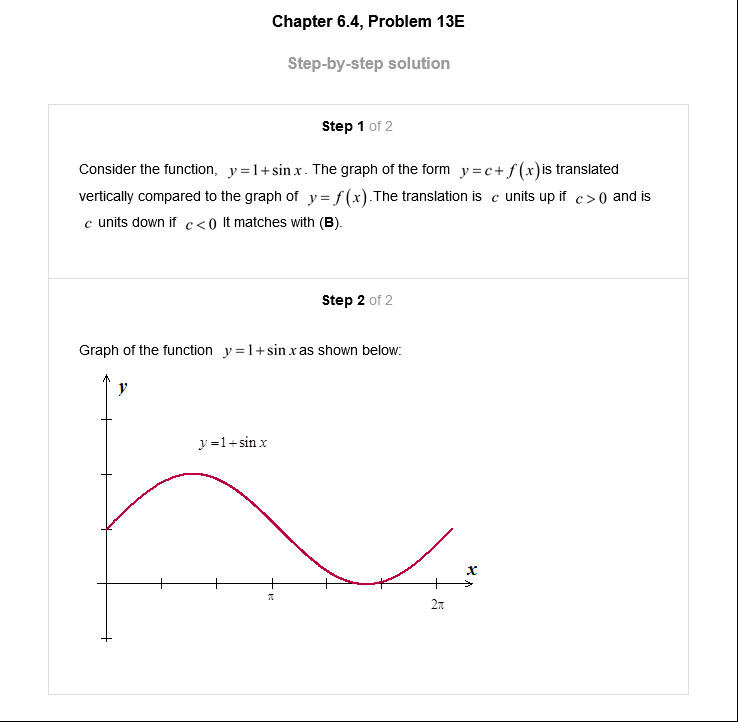 Chapter 6.4, Problem 13E
Step-by-step solution
Step 1 of 2
Consider the function, y = 1 + sin x. The graph of the form y = c + f(x) is translated
vertically compared to the graph of y = f(x). The translation is c units up if c > 0 and is
c units down if c < 0 It matches with (B).
Step 2 of 2
Graph of the function y = 1 + sin x as shown below:
y
y = 1 + sin x
x
π
2π